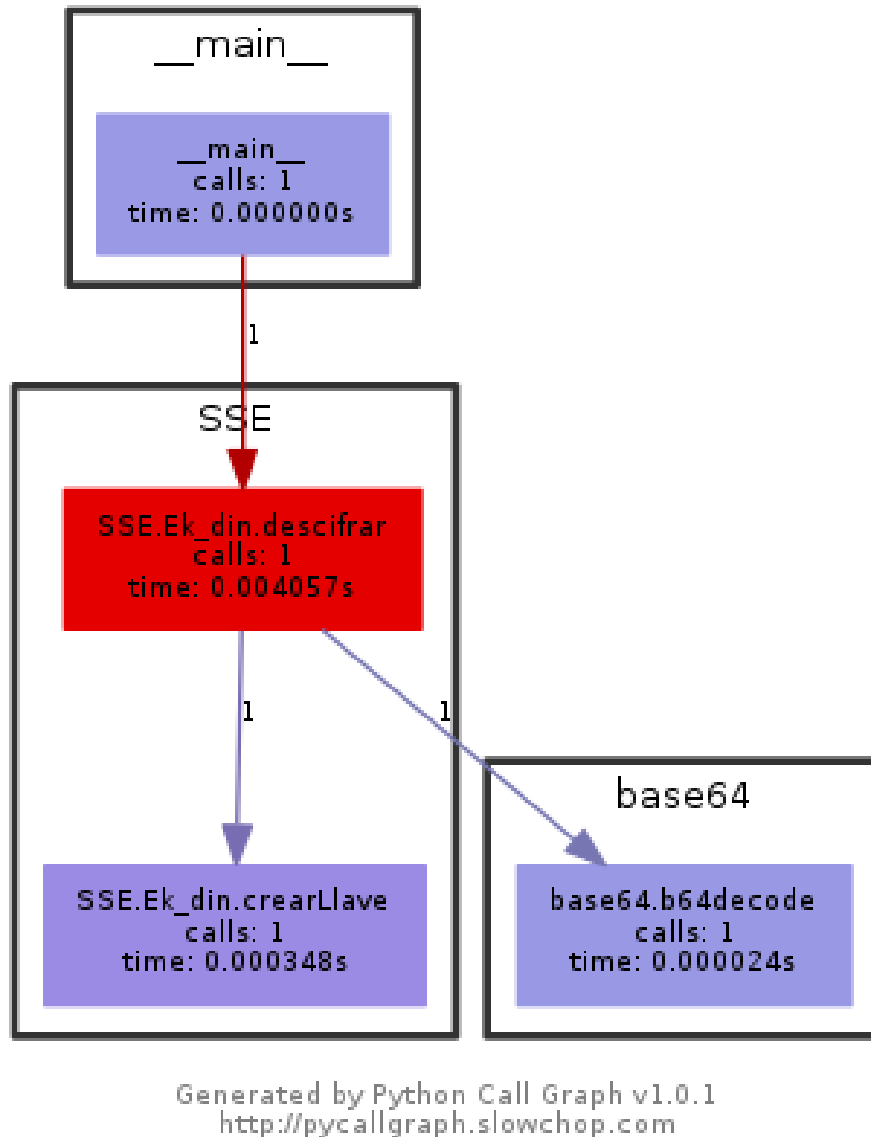 __main__
__main__
calls: 1
time: 0.000000s
1
SSE
SSE.Ek_din.descifrar
calls: 1
time: 0.004057s
1
1
base64
SSE.Ek_din.crearLlave
calls: 1
time: 0.000348s
base64.b64decode
calls: 1
time: 0.000024s
Generated by Python Call Graph v1.0.1
http://pycallgraph.slowchop.com